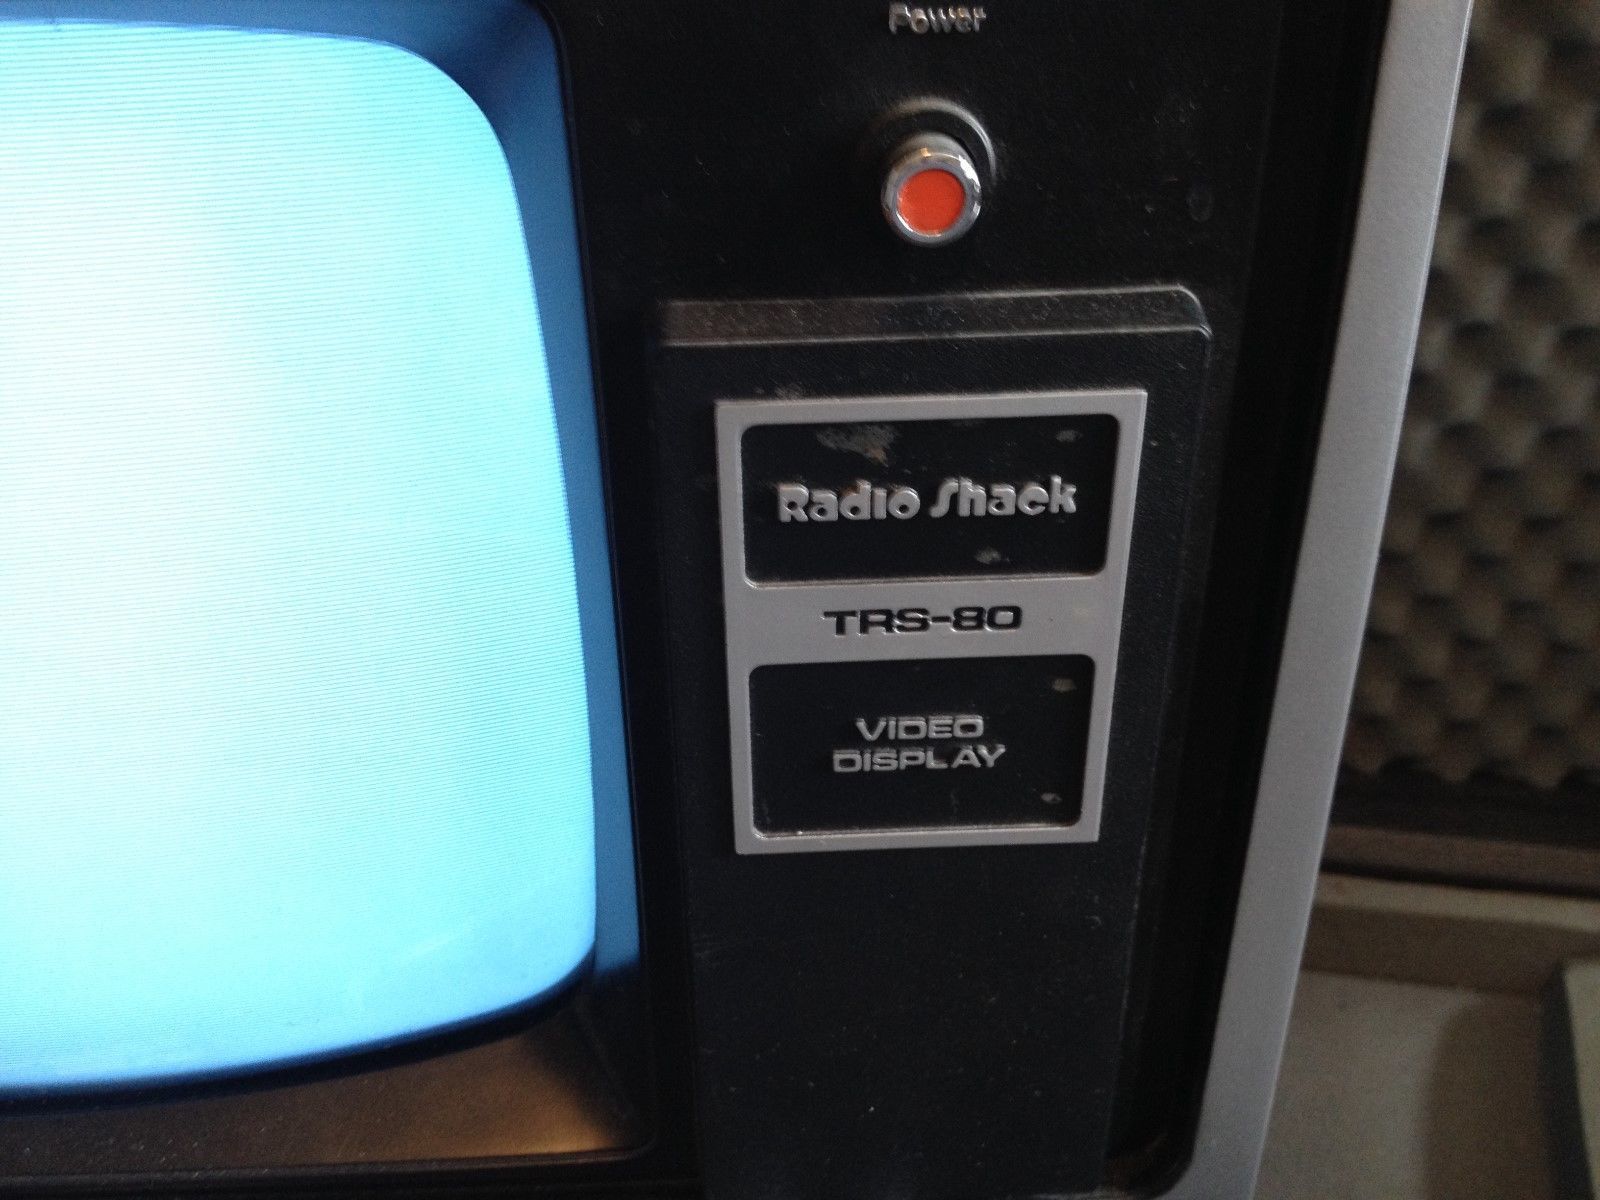 Power
Radio Shack
TRS-80
VIDEO
DISPLAY